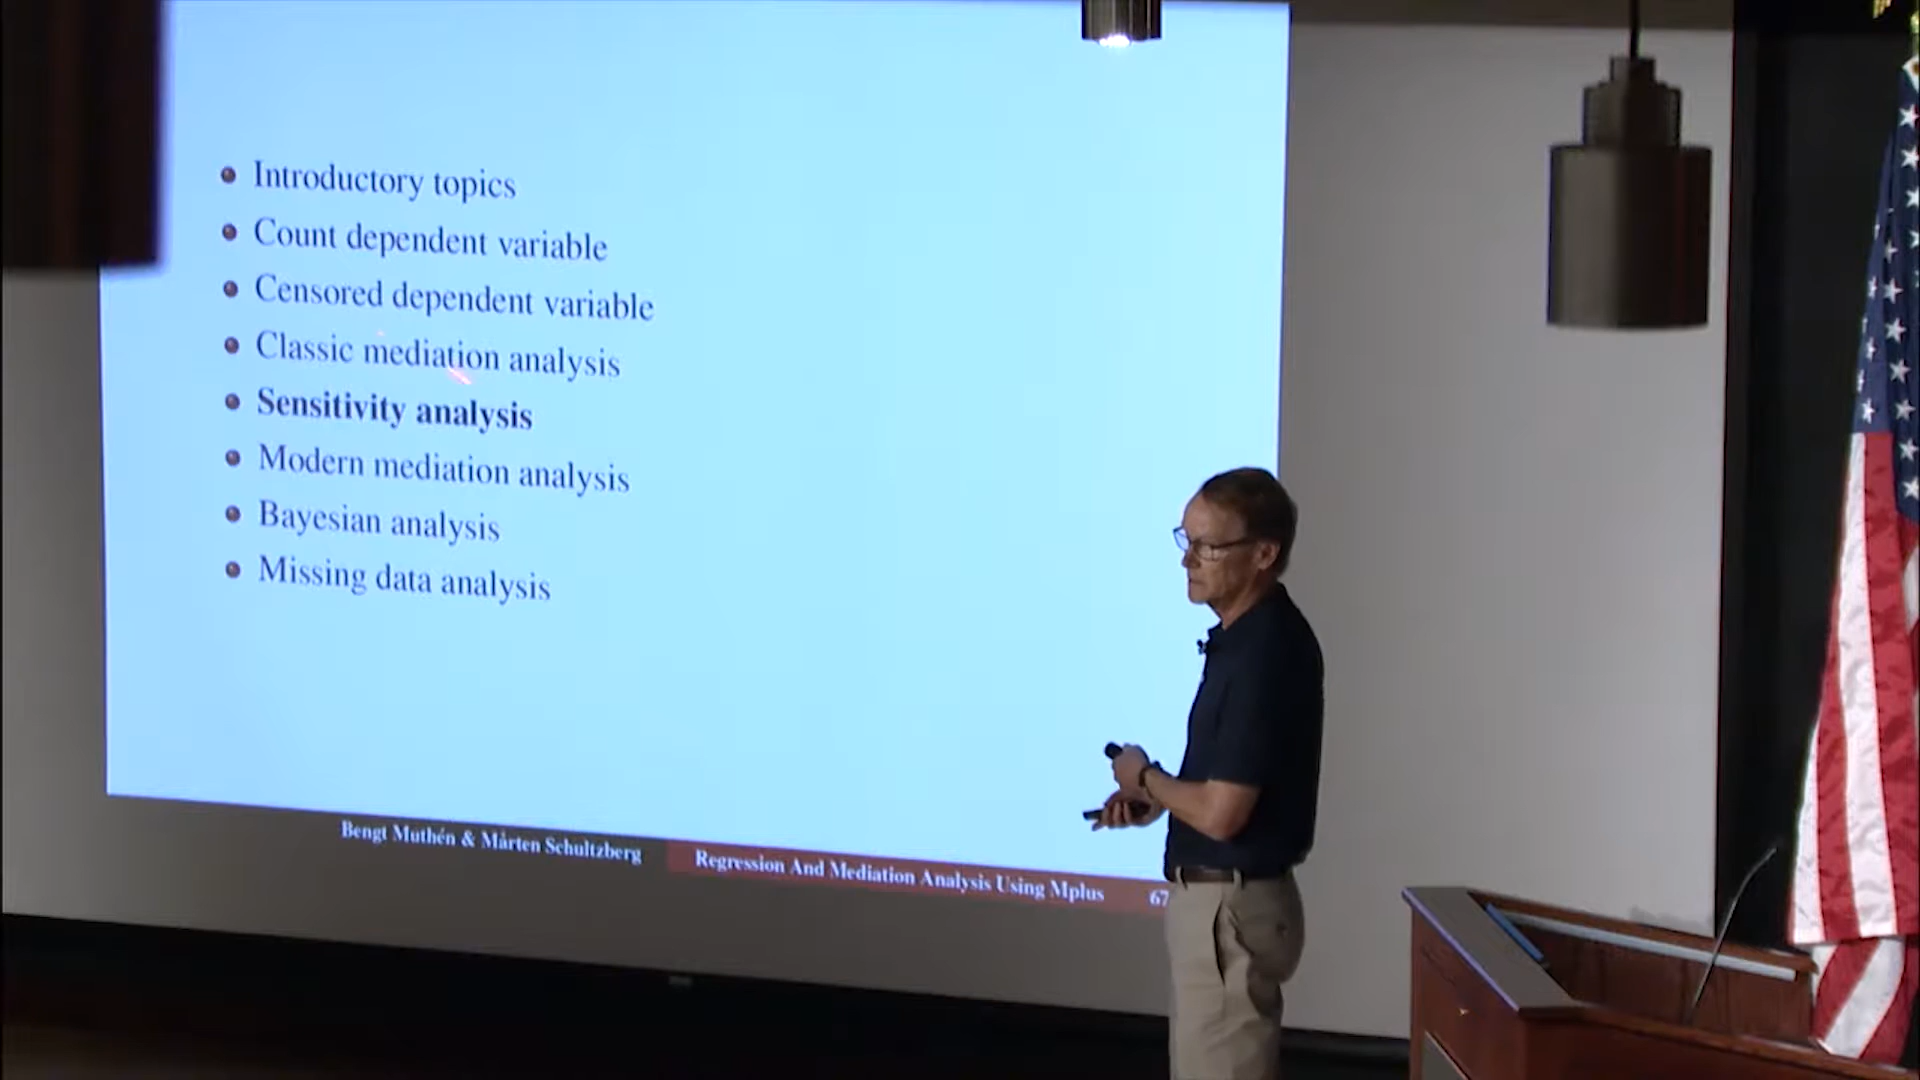 Introductory topics
Count dependent variable
Censored dependent variable
Classic mediation analysis
Sensitivity analysis
Modern mediation analysis
Bayesian analysis
Missing data analysis
Bengt Muthén & Mårten Schultzberg
Regression And Mediation Analysis Using Mplus
67